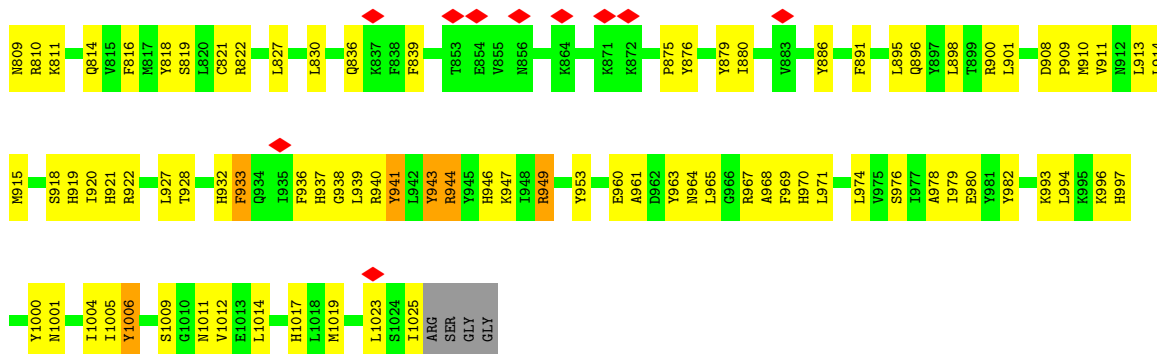 N809 R810 K811 Q814 V815 F816 M817 Y818 S819 L820 C821 R822 L827 L830 Q836 K837 F838 F839 T853 E854 V855 N856 K864 K871 K872 P875 Y876 Y879 I880 V883 Y886 F891 L895 Q896 Y897 L898 T899 R900 L901 D908 P909 M910 V911 N912 L913
M915 S918 H919 I920 H921 R922 L927 T928 H932 F933 Q934 I935 F936 H937 G938 L939 R940 Y941 L942 Y943 R944 Y945 H946 K947 I948 R949 Y953 E960 A961 D962 Y963 N964 L965 G966 R967 A968 F969 H970 L971 L974 V975 S976 I977 A978 I979 E980 Y981 Y982 K993 L994 K995 K996 H997
Y1000 N1001 I1004 I1005 Y1006 S1009 G1010 N1011 V1012 E1013 L1014 H1017 L1018 M1019 L1023 S1024 I1025 ARG SER GLY GLY